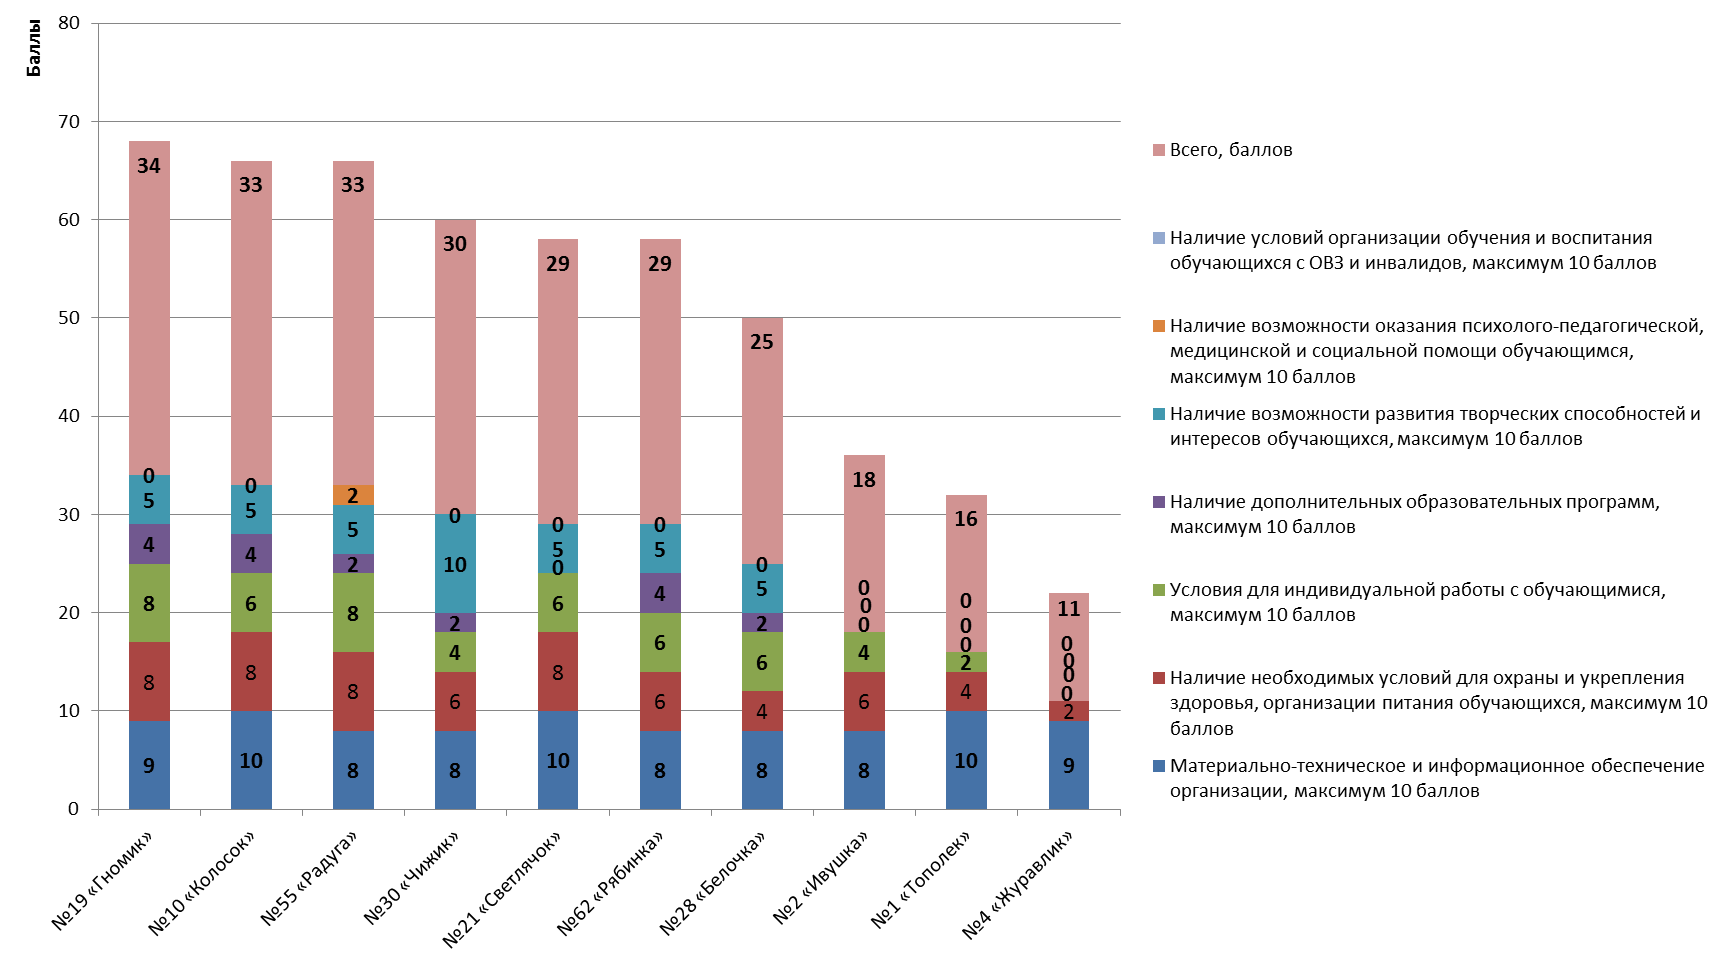 Баллы
80
70
60
50
40
30
20
10
0
34
0
5
4
8
8
9
33
0
5
4
6
8
10
33
2
5
2
8
8
8
30
0
10
2
4
6
8
29
0
5
0
6
8
10
29
0
5
4
6
6
8
25
0
5
2
6
4
8
18
0
0
0
4
6
8
16
0
0
0
2
4
10
11
0
0
0
0
2
9
№19 «Гномик»
№10 «Колосок»
№55 «Радуга»
№30 «Чижик»
№21 «Светлячок»
№62 «Рябинка»
№28 «Белочка»
№2 «Ивушка»
№1 «Тополек»
№4 «Журавлик»
Всего, баллов
Наличие условий организации обучения и воспитания
обучающихся с ОВЗ и инвалидов, максимум 10 баллов
Наличие возможности оказания психолого-педагогической,
медицинской и социальной помощи обучающимся,
максимум 10 баллов
Наличие возможности развития творческих способностей и
интересов обучающихся, максимум 10 баллов
Наличие дополнительных образовательных программ,
максимум 10 баллов
Условия для индивидуальной работы с обучающимися,
максимум 10 баллов
Наличие необходимых условий для охраны и укрепления
здоровья, организации питания обучающихся, максимум 10
баллов
Материально-техническое и информационное обеспечение
организации, максимум 10 баллов